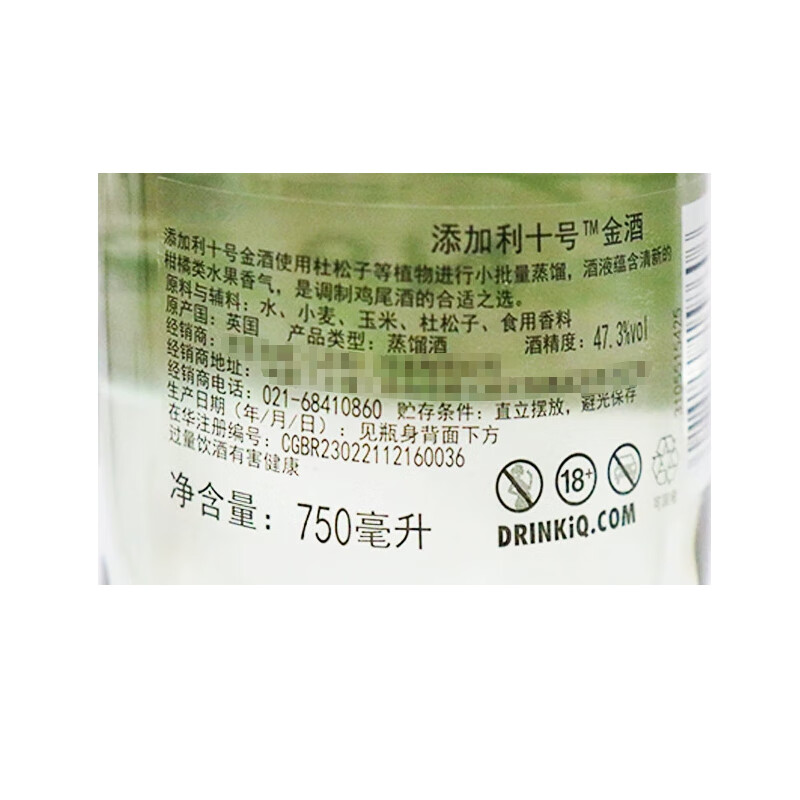 添加利十号™金酒
添加利十号金酒使用杜松子等植物进行小批量蒸馏，酒液蕴含清新的
柑橘类水果香气，是调制鸡尾酒的合适之选。
原料与辅料：水、小麦、玉米、杜松子、食用香料
原产国：英国 产品类型：蒸馏酒 酒精度：47.3%vol
经销商：
经销商地址：
经销商电话：021-68410860 贮存条件：直立摆放，避光保存
生产日期（年/月/日）：见瓶身背面下方
在华注册编号：CGBR23022112160036
过量饮酒有害健康
净含量：750毫升
18+
DRINKiQ.COM